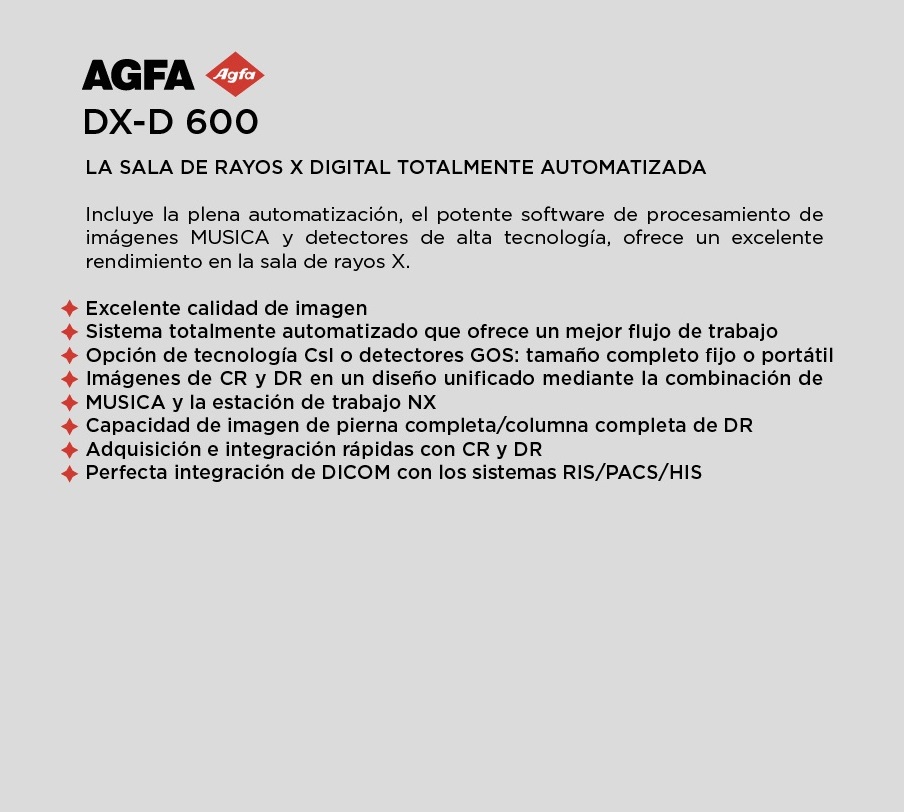 AGFA Agfa
DX-D 600
LA SALA DE RAYOS X DIGITAL TOTALMENTE AUTOMATIZADA
Incluye la plena automatización, el potente software de procesamiento de
imágenes MUSICA y detectores de alta tecnología, ofrece un excelente
rendimiento en la sala de rayos X.
Excelente calidad de imagen
Sistema totalmente automatizado que ofrece un mejor flujo de trabajo
Opción de tecnología CsI o detectores GOS: tamaño completo fijo o portátil
Imágenes de CR y DR en un diseño unificado mediante la combinación de
MUSICA y la estación de trabajo NX
Capacidad de imagen de pierna completa/columna completa de DR
Adquisición e integración rápidas con CR y DR
Perfecta integración de DICOM con los sistemas RIS/PACS/HIS